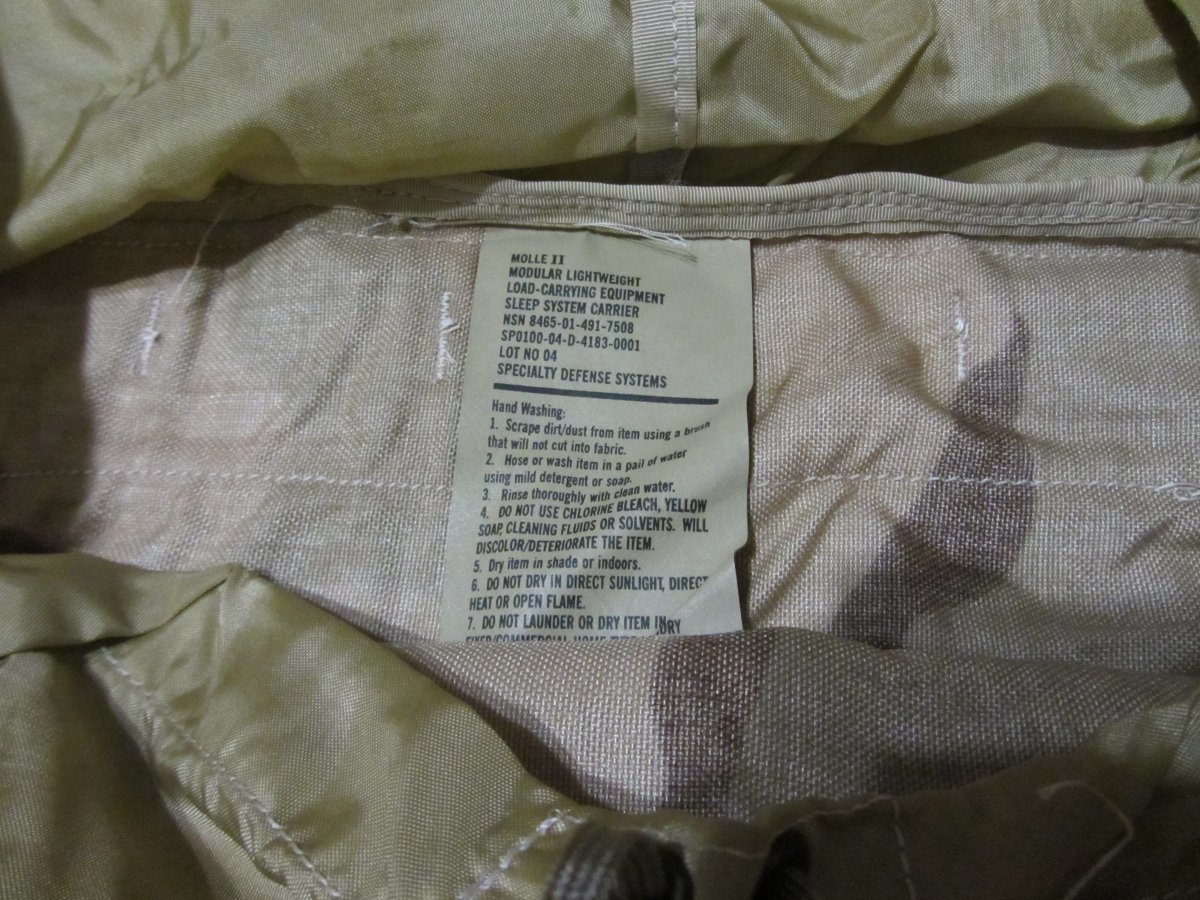 MOLLE II
MODULAR LIGHTWEIGHT
LOAD-CARRYING EQUIPMENT
SLEEP SYSTEM CARRIER
NSN 8465-01-491-7508
SP0100-04-D-4183-0001
LOT NO 04
SPECIALTY DEFENSE SYSTEMS
Hand Washing:
1. Scrape dirt/dust from item using a brush
that will not cut into fabric.
2. Hose or wash item in a pail of water
using mild detergent or soap.
3. Rinse thoroughly with clean water.
4. DO NOT USE CHLORINE BLEACH, YELLOW
SOAP, CLEANING FLUIDS OR SOLVENTS. WILL
DISCOLOR/DETERIORATE THE ITEM.
5. Dry item in shade or indoors.
6. DO NOT DRY IN DIRECT SUNLIGHT, DIRECT
HEAT OR OPEN FLAME.
7. DO NOT LAUNDER OR DRY ITEM IN